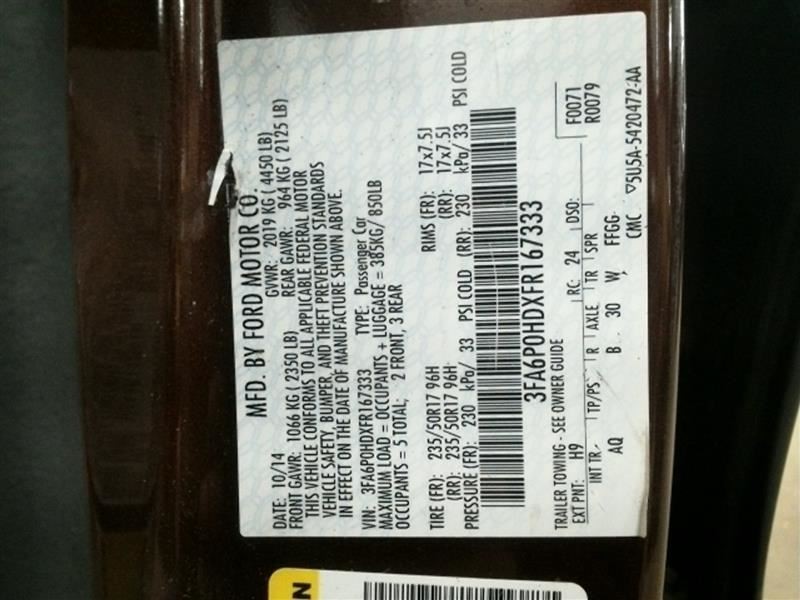 MFD. BY FORD MOTOR CO.
DATE: 10/14 GVWR: 2019 KG ( 4450 LB)
FRONT GAWR: 1066 KG ( 2350 LB) REAR GAWR: 964 KG ( 2125 LB)
THIS VEHICLE CONFORMS TO ALL APPLICABLE FEDERAL MOTOR
VEHICLE SAFETY, BUMPER, AND THEFT PREVENTION STANDARDS
IN EFFECT ON THE DATE OF MANUFACTURE SHOWN ABOVE.
VIN: 3FA6P0HDXFR167333 TYPE: Passenger Car
MAXIMUM LOAD = OCCUPANTS + LUGGAGE = 385KG/ 850LB
OCCUPANTS = 5 TOTAL; 2 FRONT, 3 REAR
TIRE (FR): 235/50R17 96H RIMS (FR): 17x7.5J
(RR): 235/50R17 96H (RR): 17x7.5J
PRESSURE (FR): 230 kPa/ 33 PSI COLD (RR): 230 kPa/ 33 PSI COLD
3FA6P0HDXFR167333
TRAILER TOWING - SEE OWNER GUIDE
F0071
R0079
EXT PNT: H9 RC: 24 DSO:
INT TR TP/PS R AXLE TR SPR
AQ B 30 W FFGG
CMC ▽5U5A-5420472-AA
N